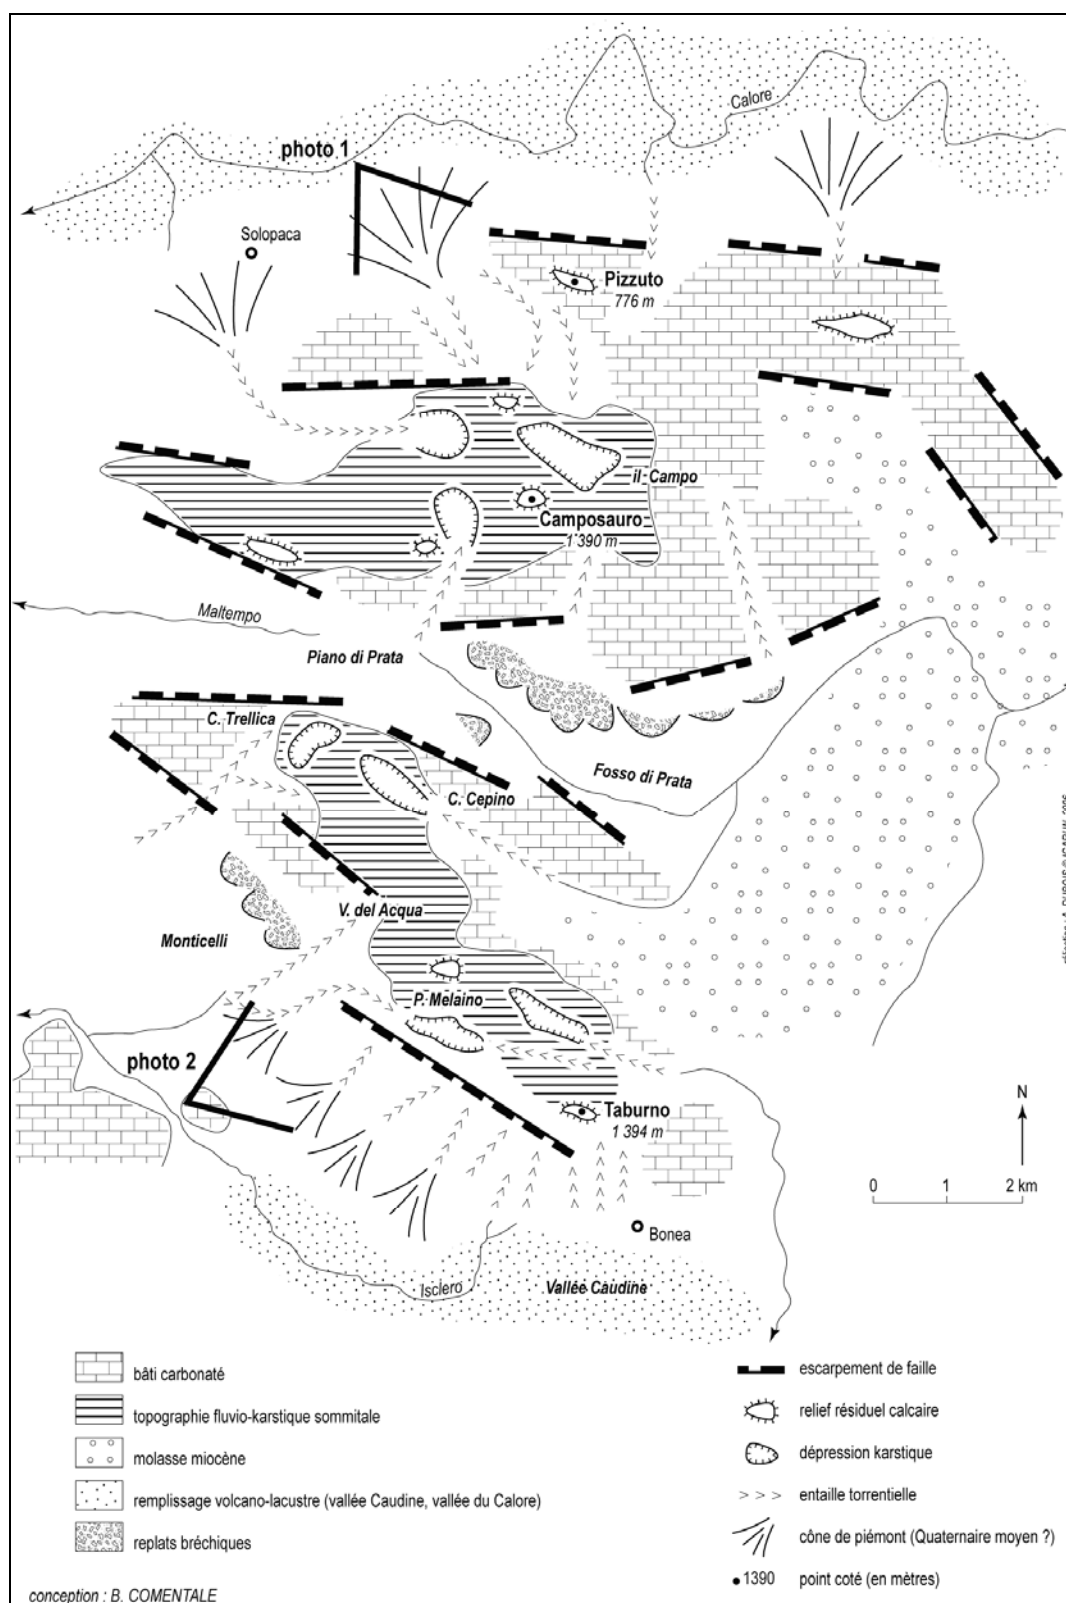 Calore
photo 1
Solopaca
Pizzuto
776 m
il Campo
Camposauro
1 390 m
Maltempo
Piano di Prata
C. Trellica
Fosso di Prata
C. Cepino
V. del Acqua
Monticelli
P. Melaino
photo 2
Taburno
1 394 m
N
0 1 2 km
Bonea
Isclero
Vallée Caudine
bâti carbonaté
topographie fluvio-karstique sommitale
molasse miocène
remplissage volcano-lacustre (vallée Caudine, vallée du Calore)
replats bréchiques
escarpement de faille
relief résiduel calcaire
dépression karstique
entaille torrentielle
cône de piémont (Quaternaire moyen ?)
1390 point coté (en mètres)
conception : B. COMENTALE